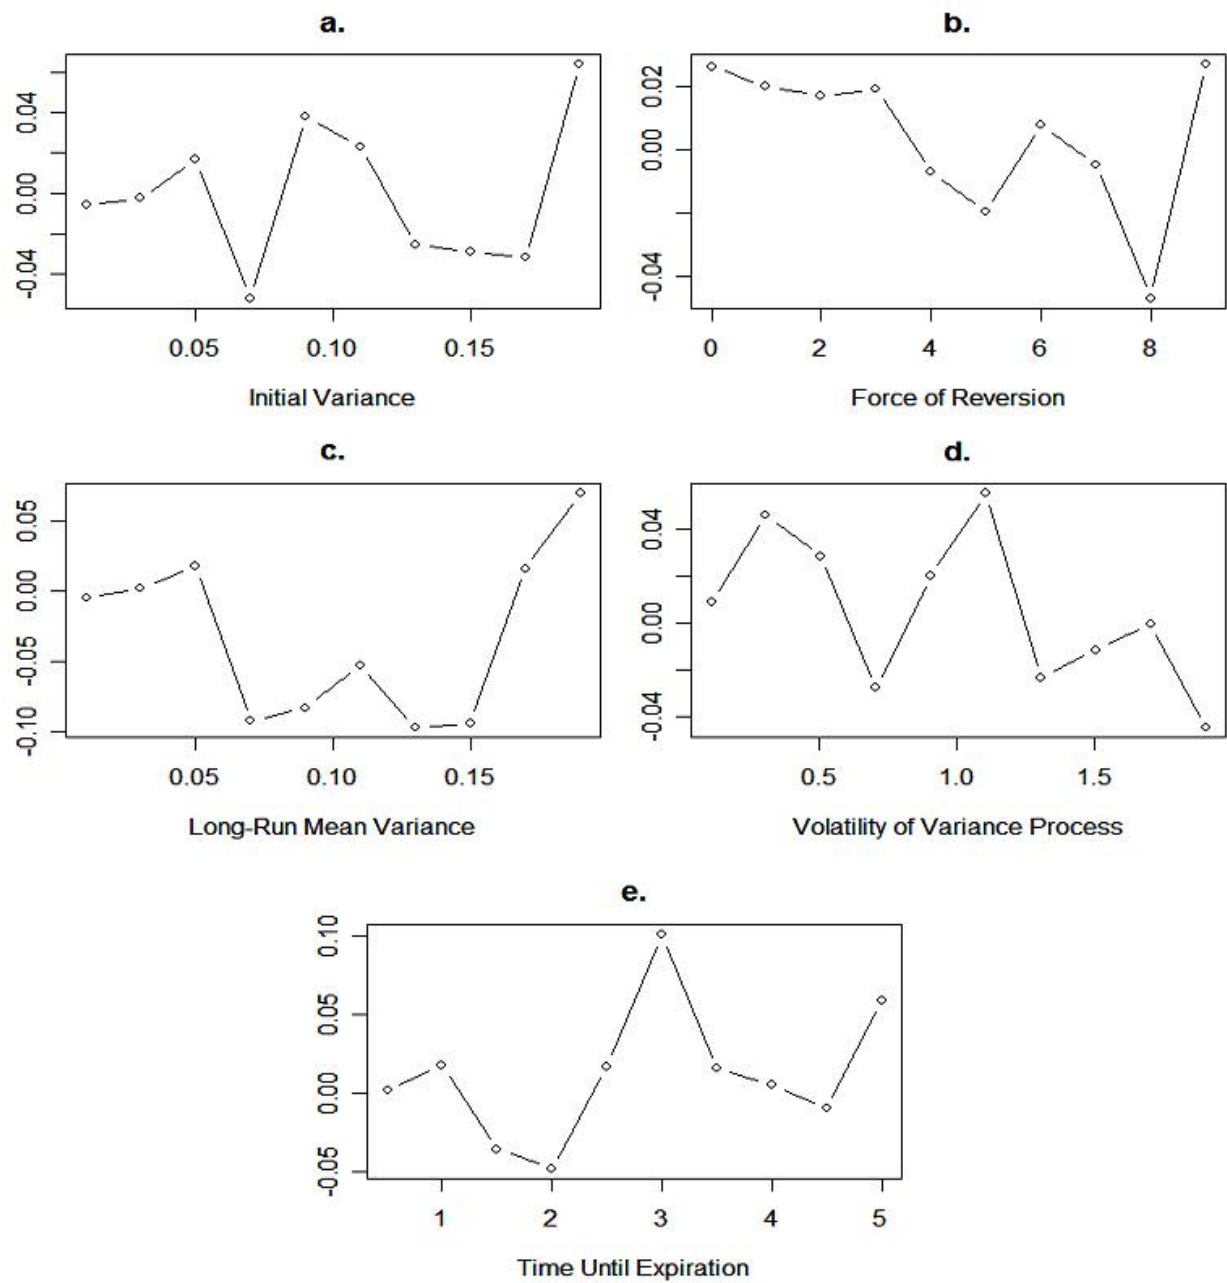 a.
0.04
0.00
-0.04
0.05 0.10 0.15
Initial Variance
b.
0.02
0.00
-0.04
0 2 4 6 8
Force of Reversion
c.
0.05
0.00
-0.05
-0.10
0.05 0.10 0.15
Long-Run Mean Variance
d.
0.04
0.00
-0.04
0.5 1.0 1.5
Volatility of Variance Process
e.
0.10
0.05
0.00
-0.05
1 2 3 4 5
Time Until Expiration